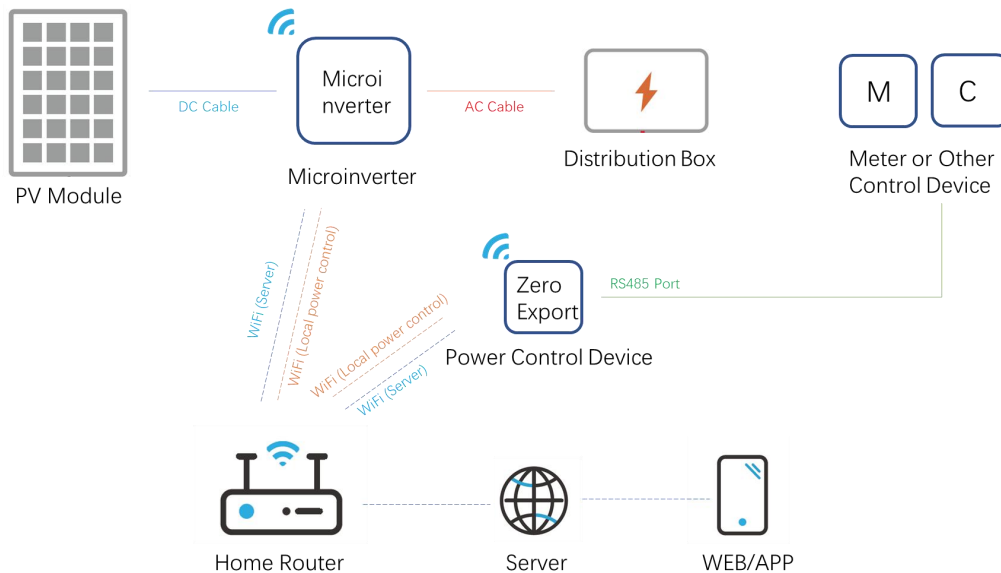 Microi
nverter
DC Cable
AC Cable
M
C
PV Module
Microinverter
Distribution Box
Meter or Other
Control Device
WiFi (Server)
WiFi (Local power control)
WiFi (Local power control)
WiFi (Server)
Zero
Export
RS485 Port
Power Control Device
Home Router
Server
WEB/APP